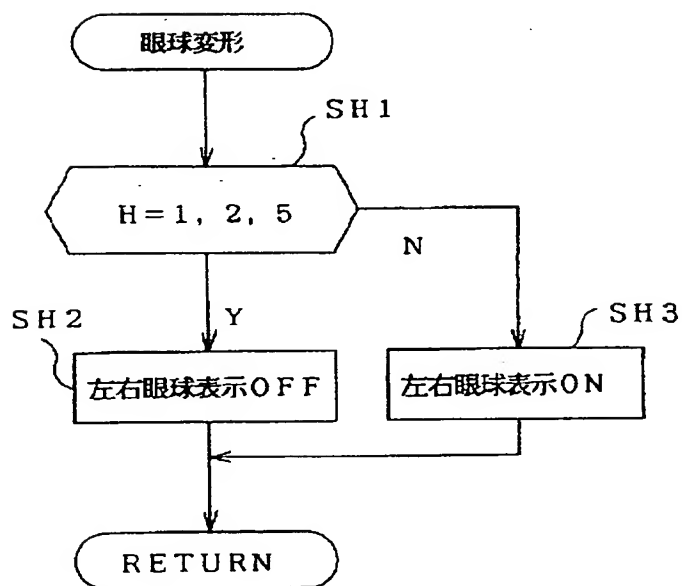 眼球変形
SH1
H=1, 2, 5
N
SH2
Y
SH3
左右眼球表示OFF
左右眼球表示ON
RETURN